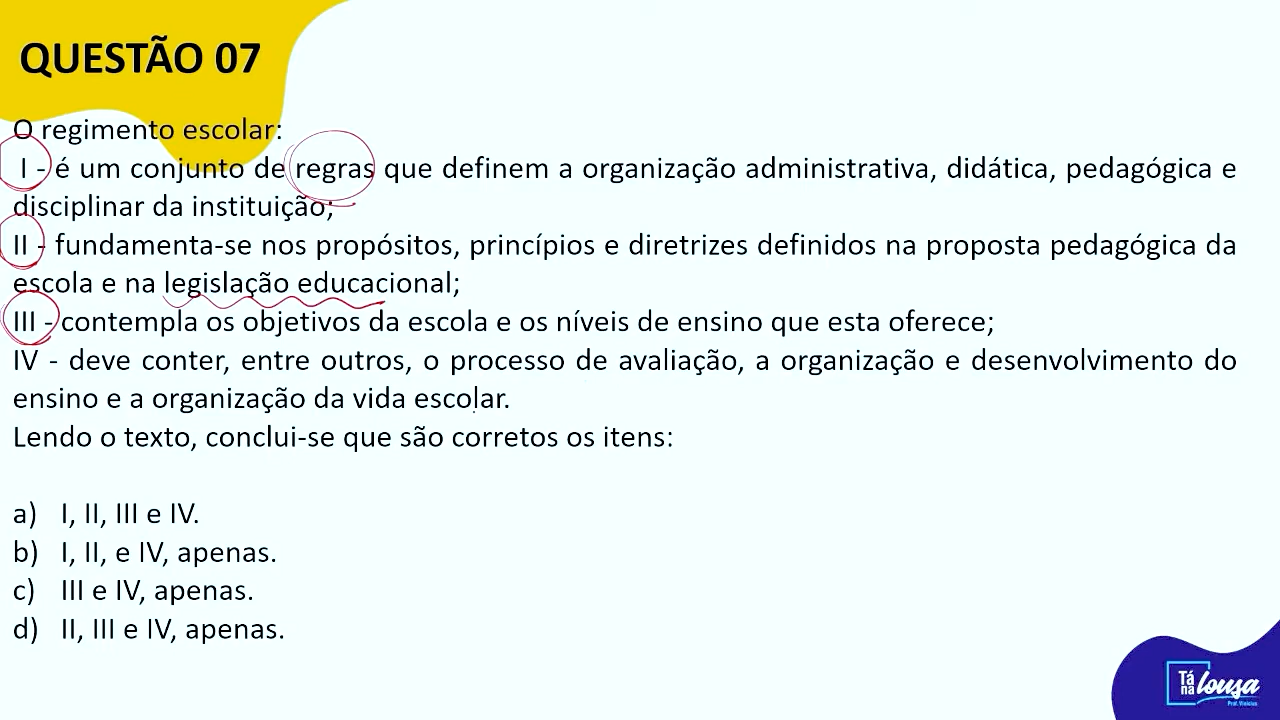 QUESTÃO 07
O regimento escolar:
I - é um conjunto de regras que definem a organização administrativa, didática, pedagógica e
disciplinar da instituição;
II - fundamenta-se nos propósitos, princípios e diretrizes definidos na proposta pedagógica da
escola e na legislação educacional;
III - contempla os objetivos da escola e os níveis de ensino que esta oferece;
IV - deve conter, entre outros, o processo de avaliação, a organização e desenvolvimento do
ensino e a organização da vida escolar.
Lendo o texto, conclui-se que são corretos os itens:
a) I, II, III e IV.
b) I, II, e IV, apenas.
c) III e IV, apenas.
d) II, III e IV, apenas.
Tá na lousa
Prof. Vinícius